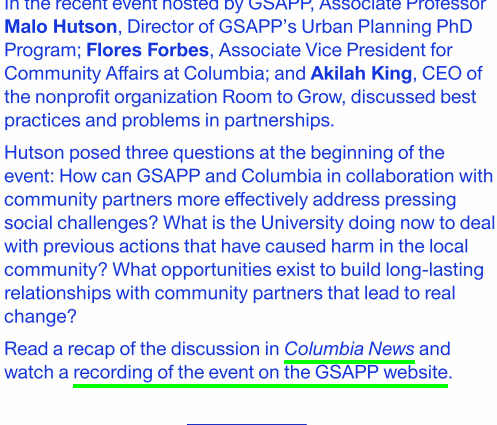 In the recent event hosted by GSAPP, Associate Professor
Malo Hutson, Director of GSAPP's Urban Planning PhD
Program; Flores Forbes, Associate Vice President for
Community Affairs at Columbia; and Akilah King, CEO of
the nonprofit organization Room to Grow, discussed best
practices and problems in partnerships.
Hutson posed three questions at the beginning of the
event: How can GSAPP and Columbia in collaboration with
community partners more effectively address pressing
social challenges? What is the University doing now to deal
with previous actions that have caused harm in the local
community? What opportunities exist to build long-lasting
relationships with community partners that lead to real
change?
Read a recap of the discussion in Columbia News and
watch a recording of the event on the GSAPP website.